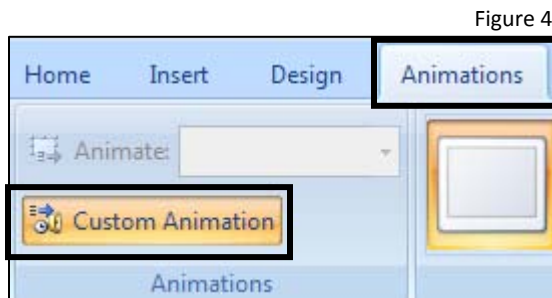 Figure 4
Home Insert Design Animations
Animate:
Custom Animation
Animations